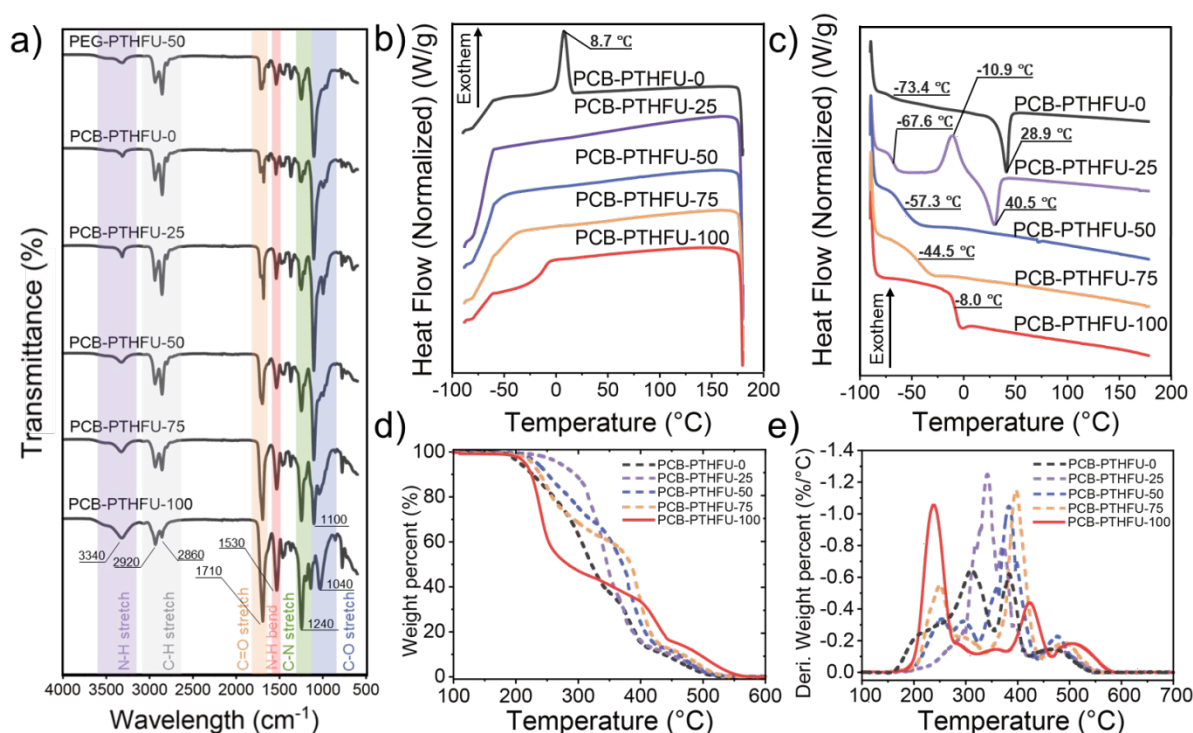 a)
PEG-PTHFU-50
PCB-PTHFU-0
PCB-PTHFU-25
PCB-PTHFU-50
PCB-PTHFU-75
PCB-PTHFU-100
3340
2920
2860
1710
1530
1240
1100
1040
N-H stretch
C-H stretch
C=O stretch
N-H bend
C-N stretch
C-O stretch
4000 3000 2000 1000
Wavelength (cm-1)
Transmittance (%)
b)
Exothem
8.7 ℃
PCB-PTHFU-0
PCB-PTHFU-25
PCB-PTHFU-50
PCB-PTHFU-75
PCB-PTHFU-100
-100 -50 0 50 100 150 200
Temperature (°C)
Heat Flow (Normalized) (W/g)
c)
-10.9 ℃
-73.4 ℃
PCB-PTHFU-0
-67.6 ℃
28.9 ℃
PCB-PTHFU-25
-57.3 ℃
40.5 ℃
PCB-PTHFU-50
-44.5 ℃
PCB-PTHFU-75
-8.0 ℃
PCB-PTHFU-100
Exothem
-100 -50 0 50 100 150 200
Temperature (°C)
Heat Flow (Normalized) (W/g)
d)
100
80
60
40
20
0
PCB-PTHFU-0
PCB-PTHFU-25
PCB-PTHFU-50
PCB-PTHFU-75
PCB-PTHFU-100
100 200 300 400 500 600
Temperature (°C)
Weight percent (%)
e)
-1.4
-1.2
-1.0
-0.8
-0.6
-0.4
-0.2
0.0
PCB-PTHFU-0
PCB-PTHFU-25
PCB-PTHFU-50
PCB-PTHFU-75
PCB-PTHFU-100
100 200 300 400 500 600 700
Temperature (°C)
Deri. Weight percent (%/°C)